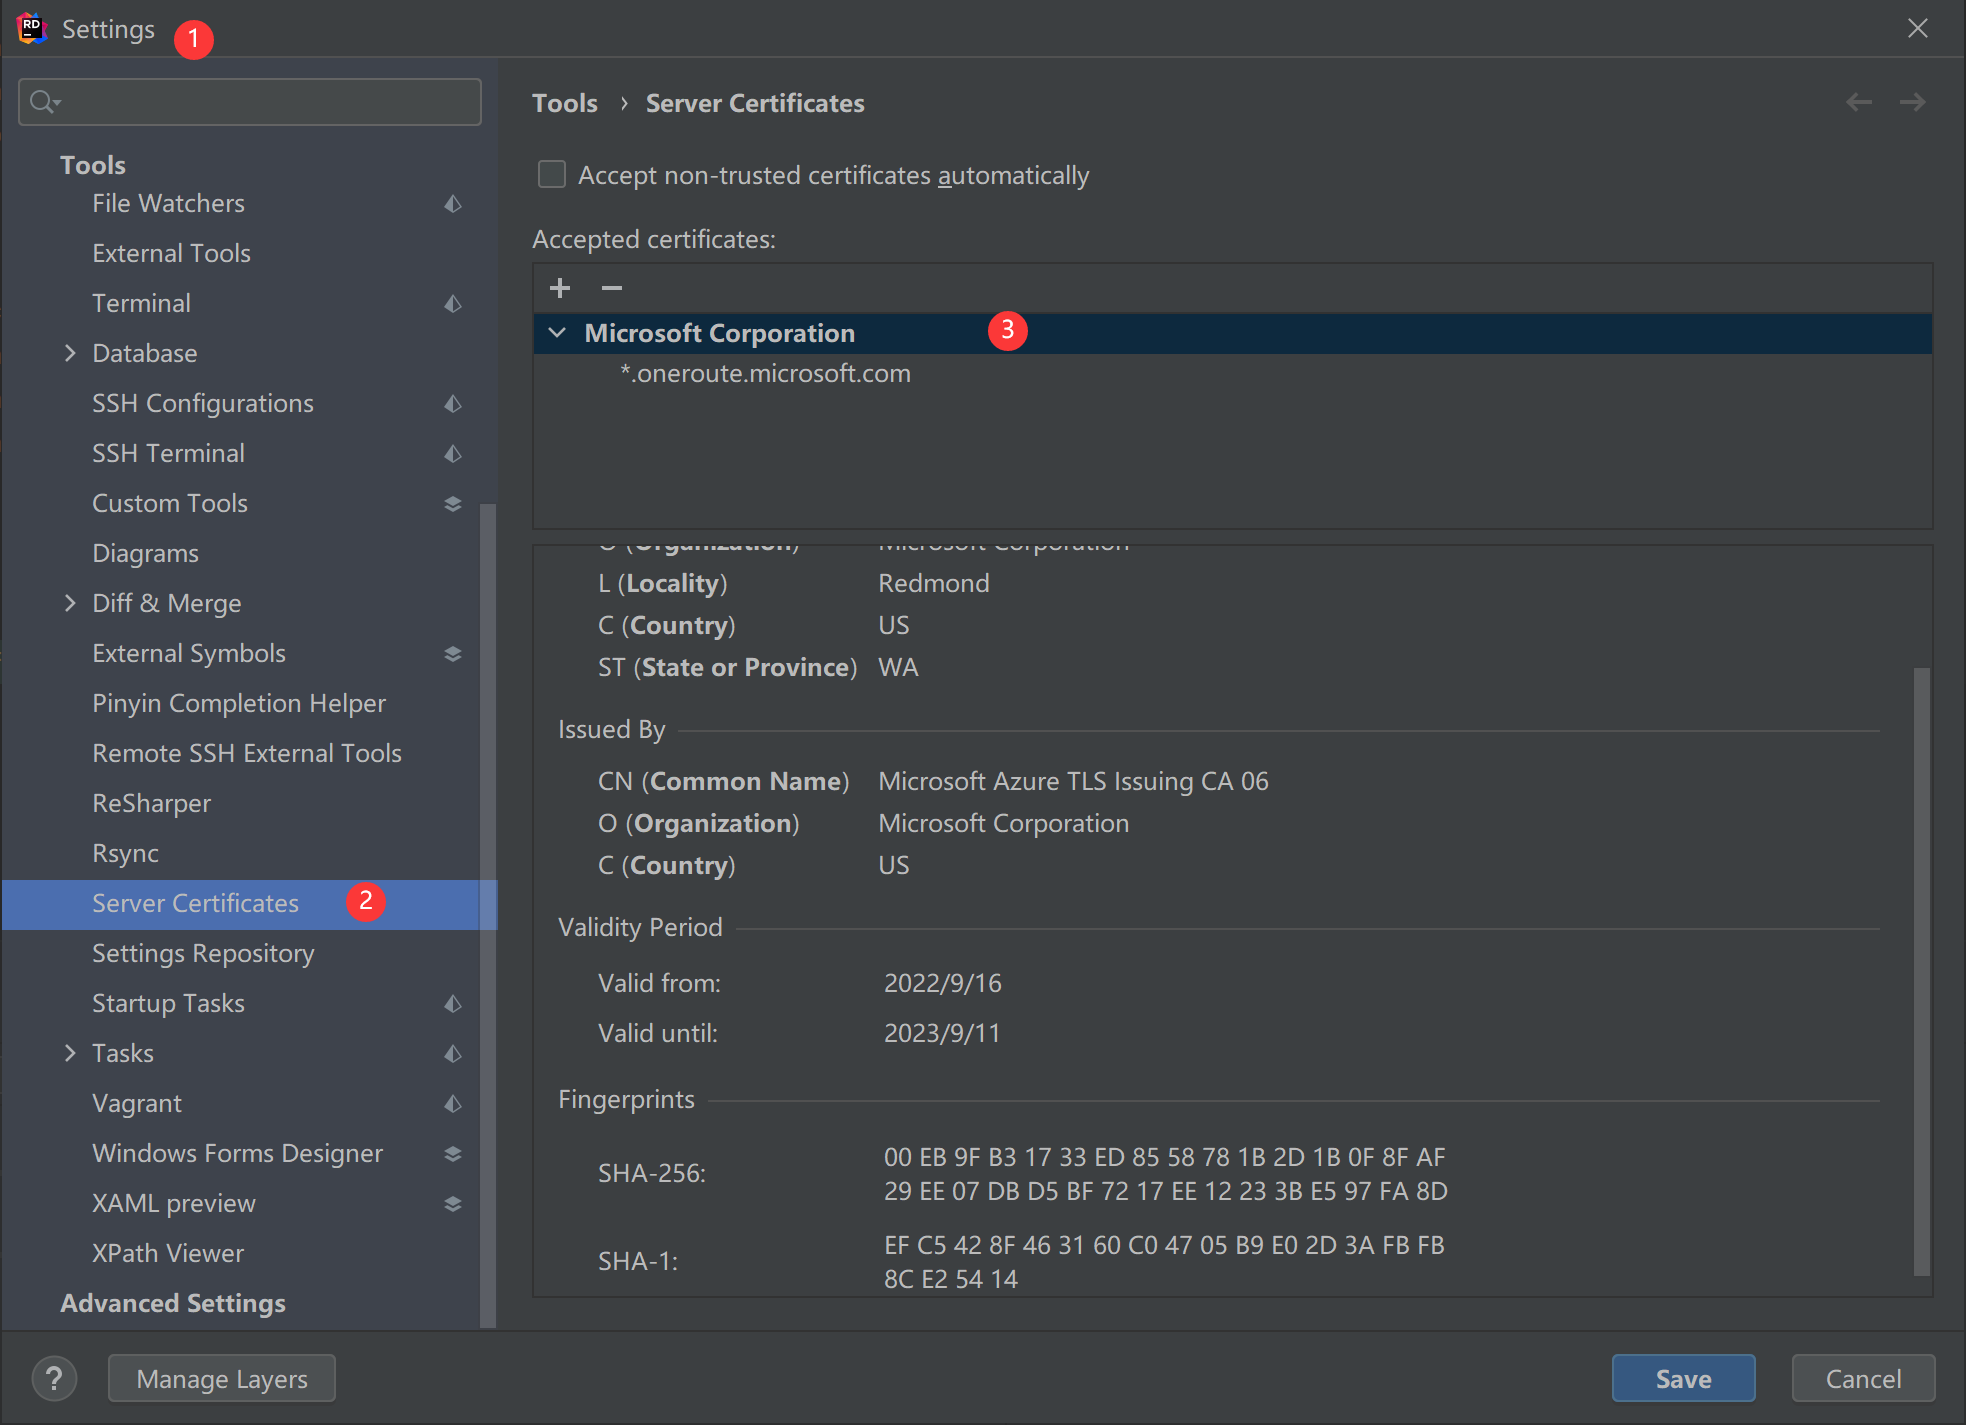 RD
Settings
1
Tools
File Watchers
External Tools
Terminal
Database
SSH Configurations
SSH Terminal
Custom Tools
Diagrams
Diff & Merge
External Symbols
Pinyin Completion Helper
Remote SSH External Tools
ReSharper
Rsync
Server Certificates
2
Settings Repository
Startup Tasks
Tasks
Vagrant
Windows Forms Designer
XAML preview
XPath Viewer
Advanced Settings
Tools › Server Certificates
Accept non-trusted certificates automatically
Accepted certificates:
Microsoft Corporation
3
*.oneroute.microsoft.com
O (Organization) Microsoft Corporation
L (Locality) Redmond
C (Country) US
ST (State or Province) WA
Issued By
CN (Common Name) Microsoft Azure TLS Issuing CA 06
O (Organization) Microsoft Corporation
C (Country) US
Validity Period
Valid from: 2022/9/16
Valid until: 2023/9/11
Fingerprints
SHA-256: 00 EB 9F B3 17 33 ED 85 58 78 1B 2D 1B 0F 8F AF
29 EE 07 DB D5 BF 72 17 EE 12 23 3B E5 97 FA 8D
SHA-1: EF C5 42 8F 46 31 60 C0 47 05 B9 E0 2D 3A FB FB
8C E2 54 14
?
Manage Layers
Save
Cancel